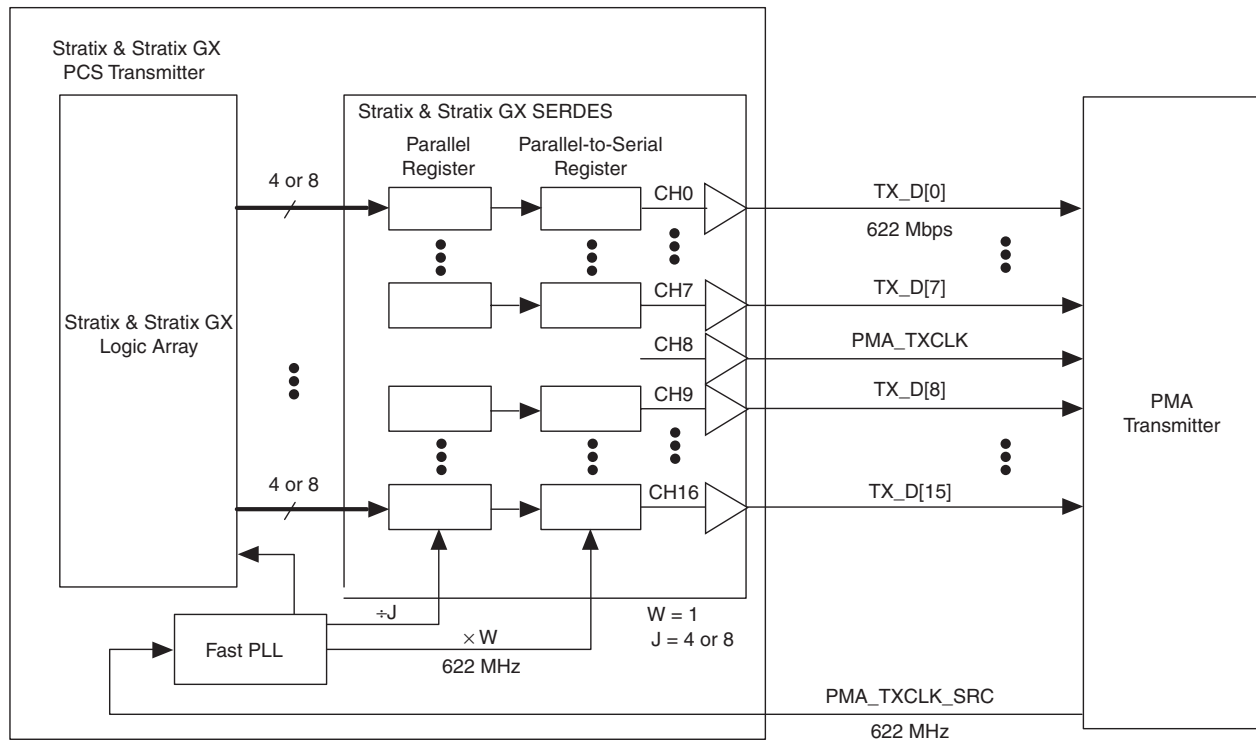 Stratix & Stratix GX
PCS Transmitter
Stratix & Stratix GX SERDES
Parallel
Register
Parallel-to-Serial
Register
4 or 8
CH0
TX_D[0]
622 Mbps
CH7
TX_D[7]
Stratix & Stratix GX
Logic Array
CH8
PMA_TXCLK
CH9
TX_D[8]
PMA
Transmitter
4 or 8
CH16
TX_D[15]
÷J
W = 1
J = 4 or 8
Fast PLL
× W
622 MHz
PMA_TXCLK_SRC
622 MHz